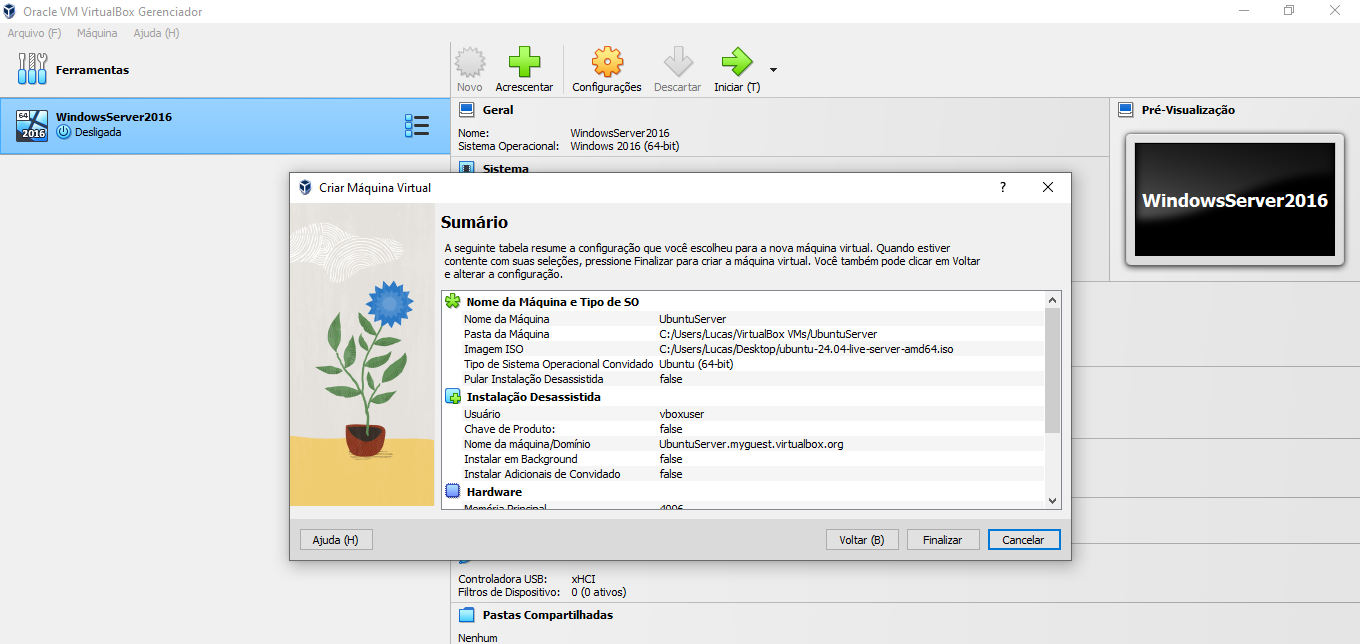 Oracle VM VirtualBox Gerenciador
Arquivo (F) Máquina Ajuda (H)
Ferramentas
Novo Acrescentar Configurações Descartar Iniciar (T)
64 2016
WindowsServer2016
Desligada
Geral
Nome: WindowsServer2016
Sistema Operacional: Windows 2016 (64-bit)
Sistema
Pré-Visualização
WindowsServer2016
Criar Máquina Virtual ?
Sumário
A seguinte tabela resume a configuração que você escolheu para a nova máquina virtual. Quando estiver
contente com suas seleções, pressione Finalizar para criar a máquina virtual. Você também pode clicar em Voltar
e alterar a configuração.
Nome da Máquina e Tipo de SO
Nome da Máquina UbuntuServer
Pasta da Máquina C:/Users/Lucas/VirtualBox VMs/UbuntuServer
Imagem ISO C:/Users/Lucas/Desktop/ubuntu-24.04-live-server-amd64.iso
Tipo de Sistema Operacional Convidado Ubuntu (64-bit)
Pular Instalação Desassistida false
Instalação Desassistida
Usuário vboxuser
Chave de Produto: false
Nome da máquina/Domínio UbuntuServer.myguest.virtualbox.org
Instalar em Background false
Instalar Adicionais de Convidado false
Hardware
Memória Principal 4006
Ajuda (H) Voltar (B) Finalizar Cancelar
Controladora USB: xHCI
Filtros de Dispositivo: 0 (0 ativos)
Pastas Compartilhadas
Nenhum